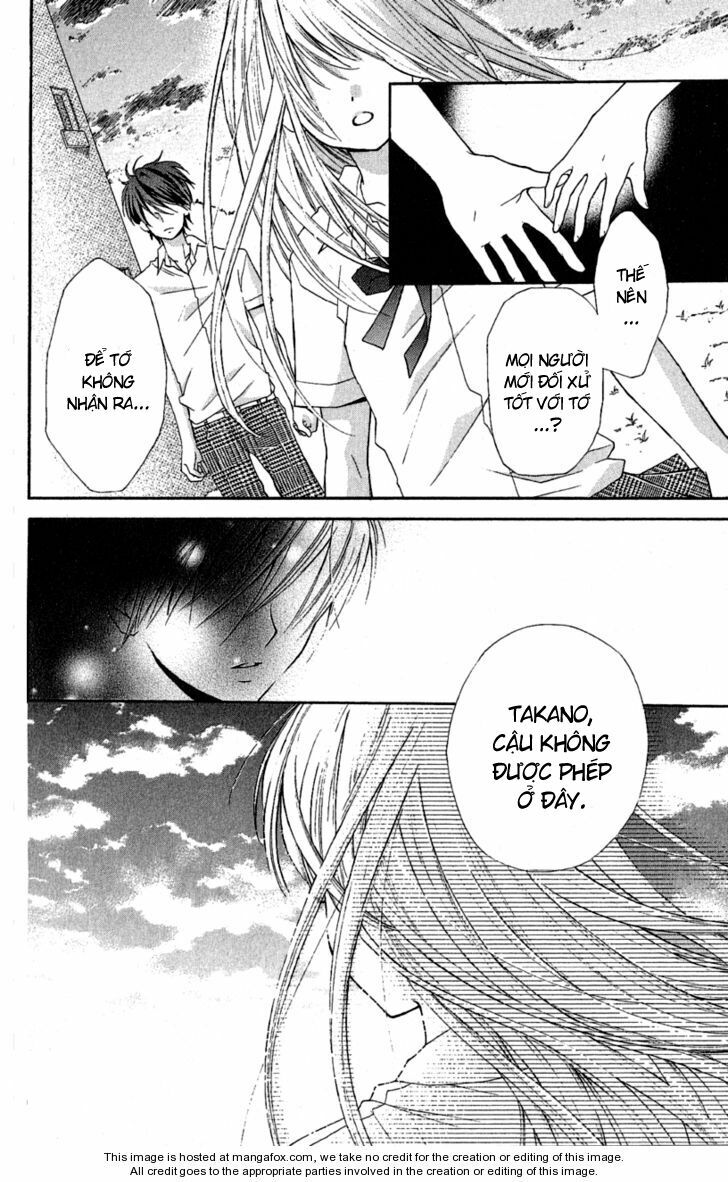 THẾ
NÊN
...
MỌI NGƯỜI
MỚI ĐỐI XỬ
TỐT VỚI TỚ
...?
ĐỂ TỚ
KHÔNG
NHẬN RA...
TAKANO,
CẬU KHÔNG
ĐƯỢC PHÉP
Ở ĐÂY.
This image is hosted at mangafox.com, we take no credit for the creation or editing of this image.
All credit goes to the appropriate parties involved in the creation or editing of this image.